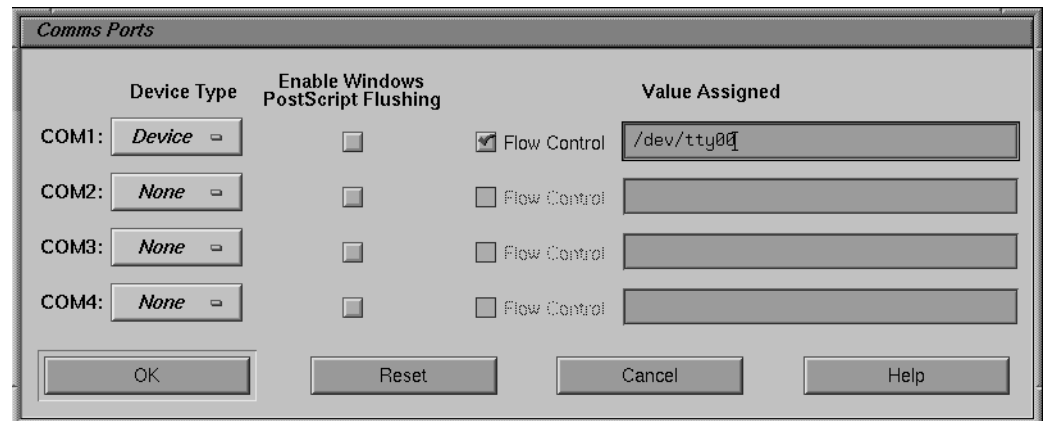 Comms Ports
Device Type
Enable Windows
PostScript Flushing
Value Assigned
COM1: Device Flow Control /dev/tty00
COM2: None Flow Control
COM3: None Flow Control
COM4: None Flow Control
OK Reset Cancel Help